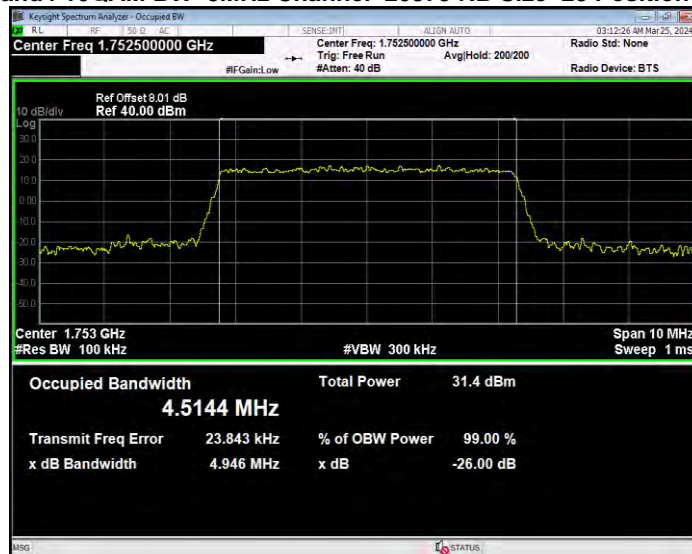 Keysight Spectrum Analyzer - Occupied BW
RL RF 50 Ω AC SENSE:INT ALIGN AUTO 03:12:26 AM Mar 25, 2024
Center Freq 1.752500000 GHz
Center Freq: 1.752500000 GHz
Radio Std: None
Trig: Free Run Avg|Hold: 200/200
#IFGain:Low #Atten: 40 dB Radio Device: BTS
Ref Offset 8.01 dB
10 dB/div Ref 40.00 dBm
Log
30.0
20.0
10.0
0.00
-10.0
-20.0
-30.0
-40.0
-50.0
Center 1.753 GHz Span 10 MHz
#Res BW 100 kHz #VBW 300 kHz Sweep 1 ms
Occupied Bandwidth Total Power 31.4 dBm
4.5144 MHz
Transmit Freq Error 23.843 kHz % of OBW Power 99.00 %
x dB Bandwidth 4.946 MHz x dB -26.00 dB
MSG STATUS